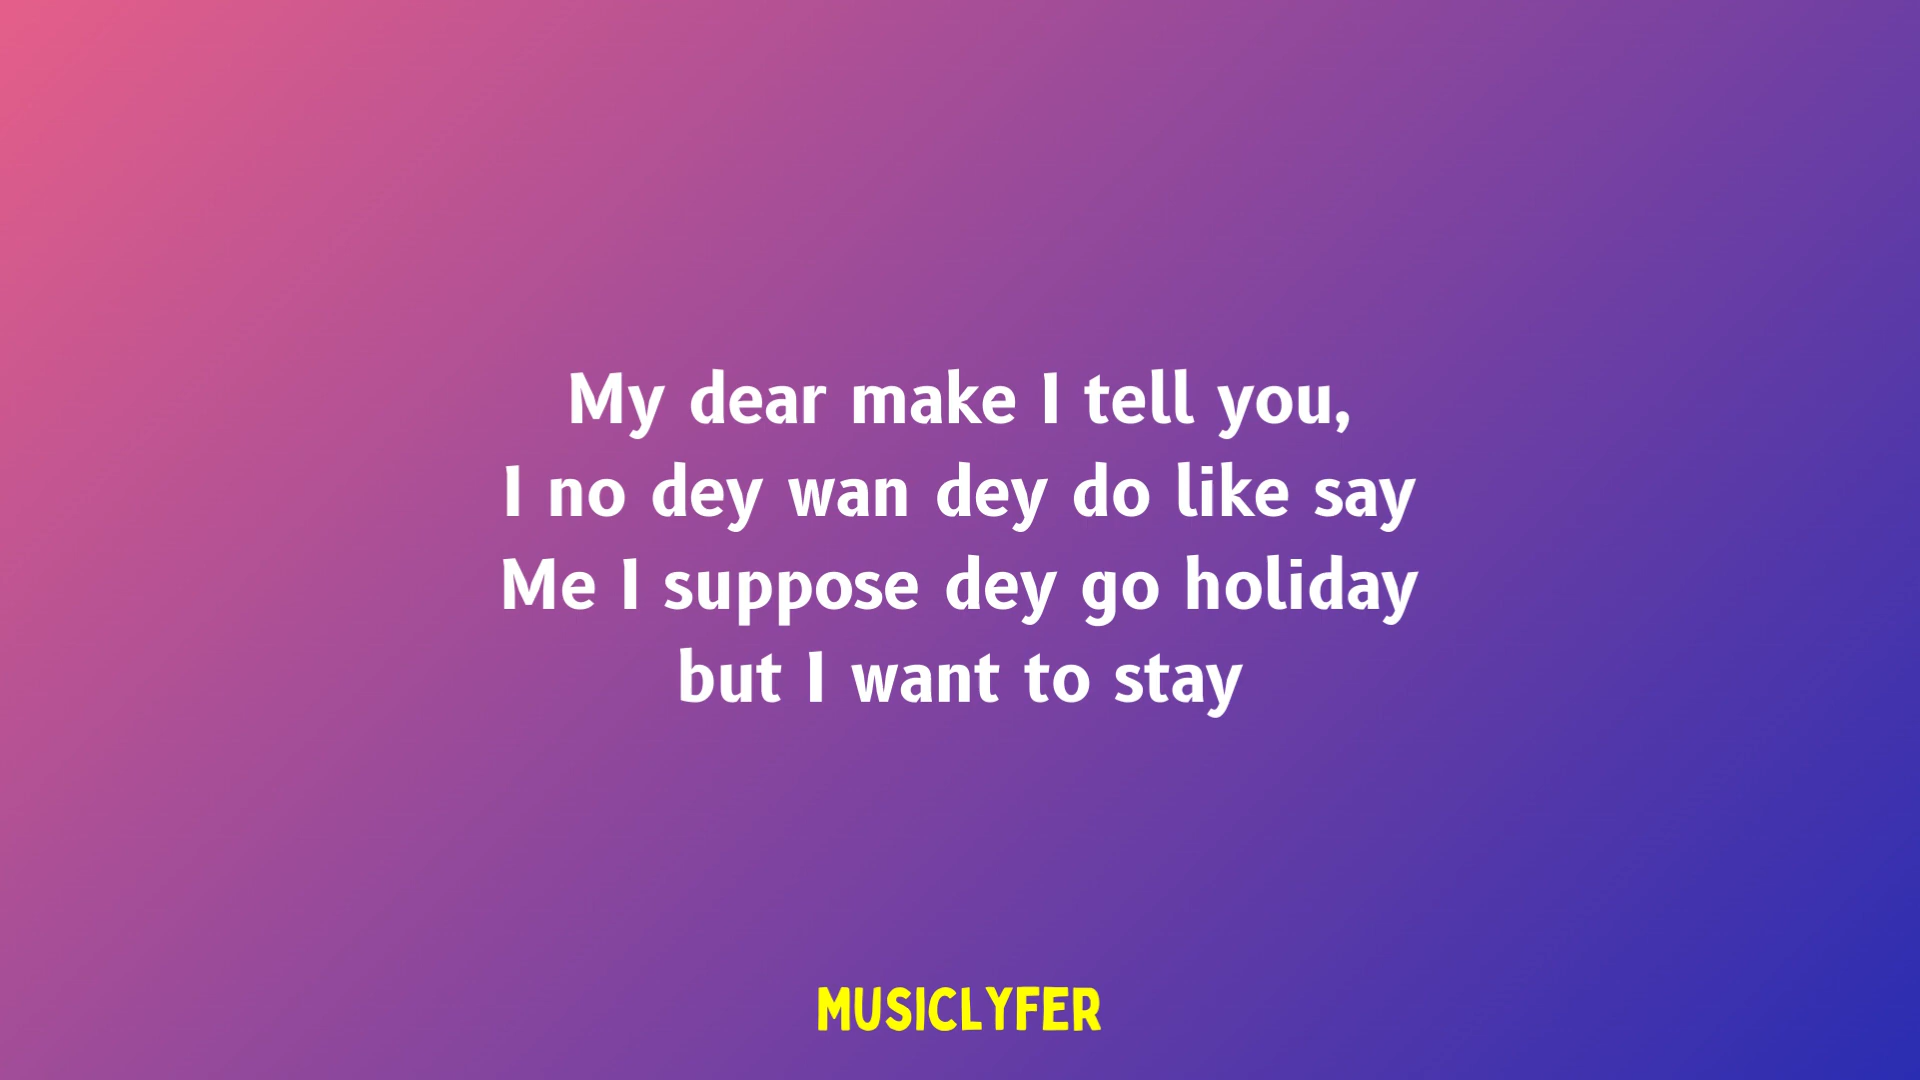 My dear make I tell you,
I no dey wan dey do like say
Me I suppose dey go holiday
but I want to stay
MUSICLYFER